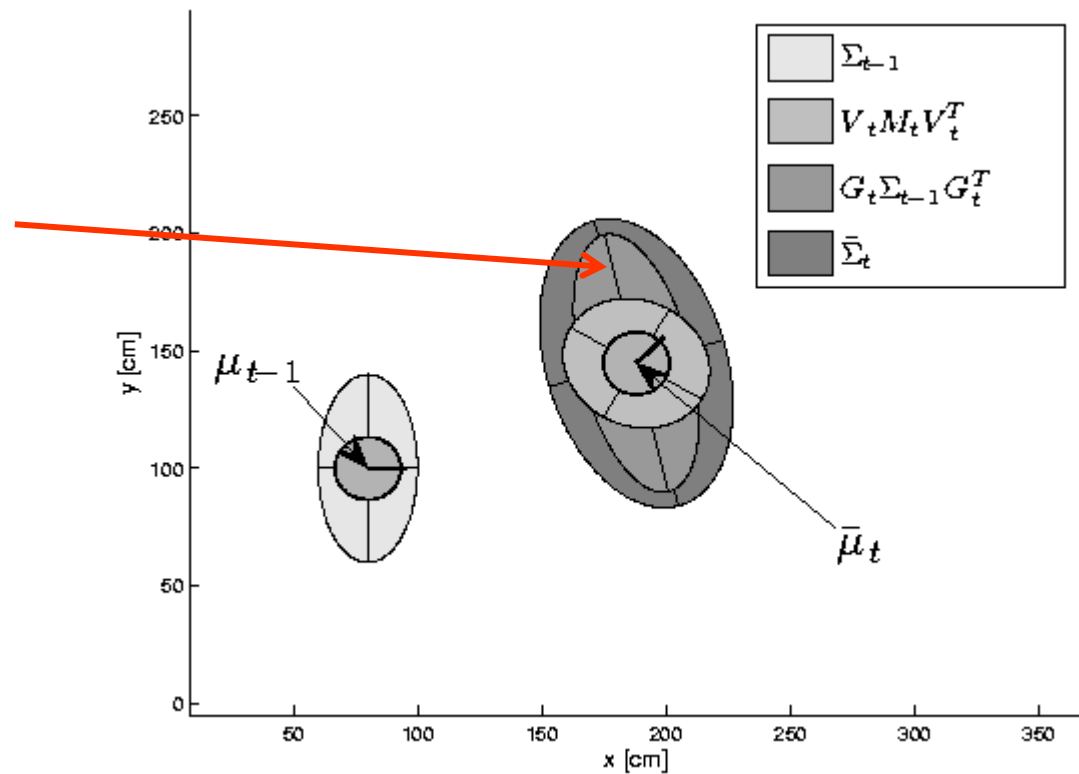 Σ_{t-1}
V_t M_t V_t^T
G_t Σ_{t-1} G_t^T
Σ̄_t
250
200
150
100
50
0
y [cm]
μ_{t-1}
μ̄_t
50
100
150
200
250
300
350
x [cm]